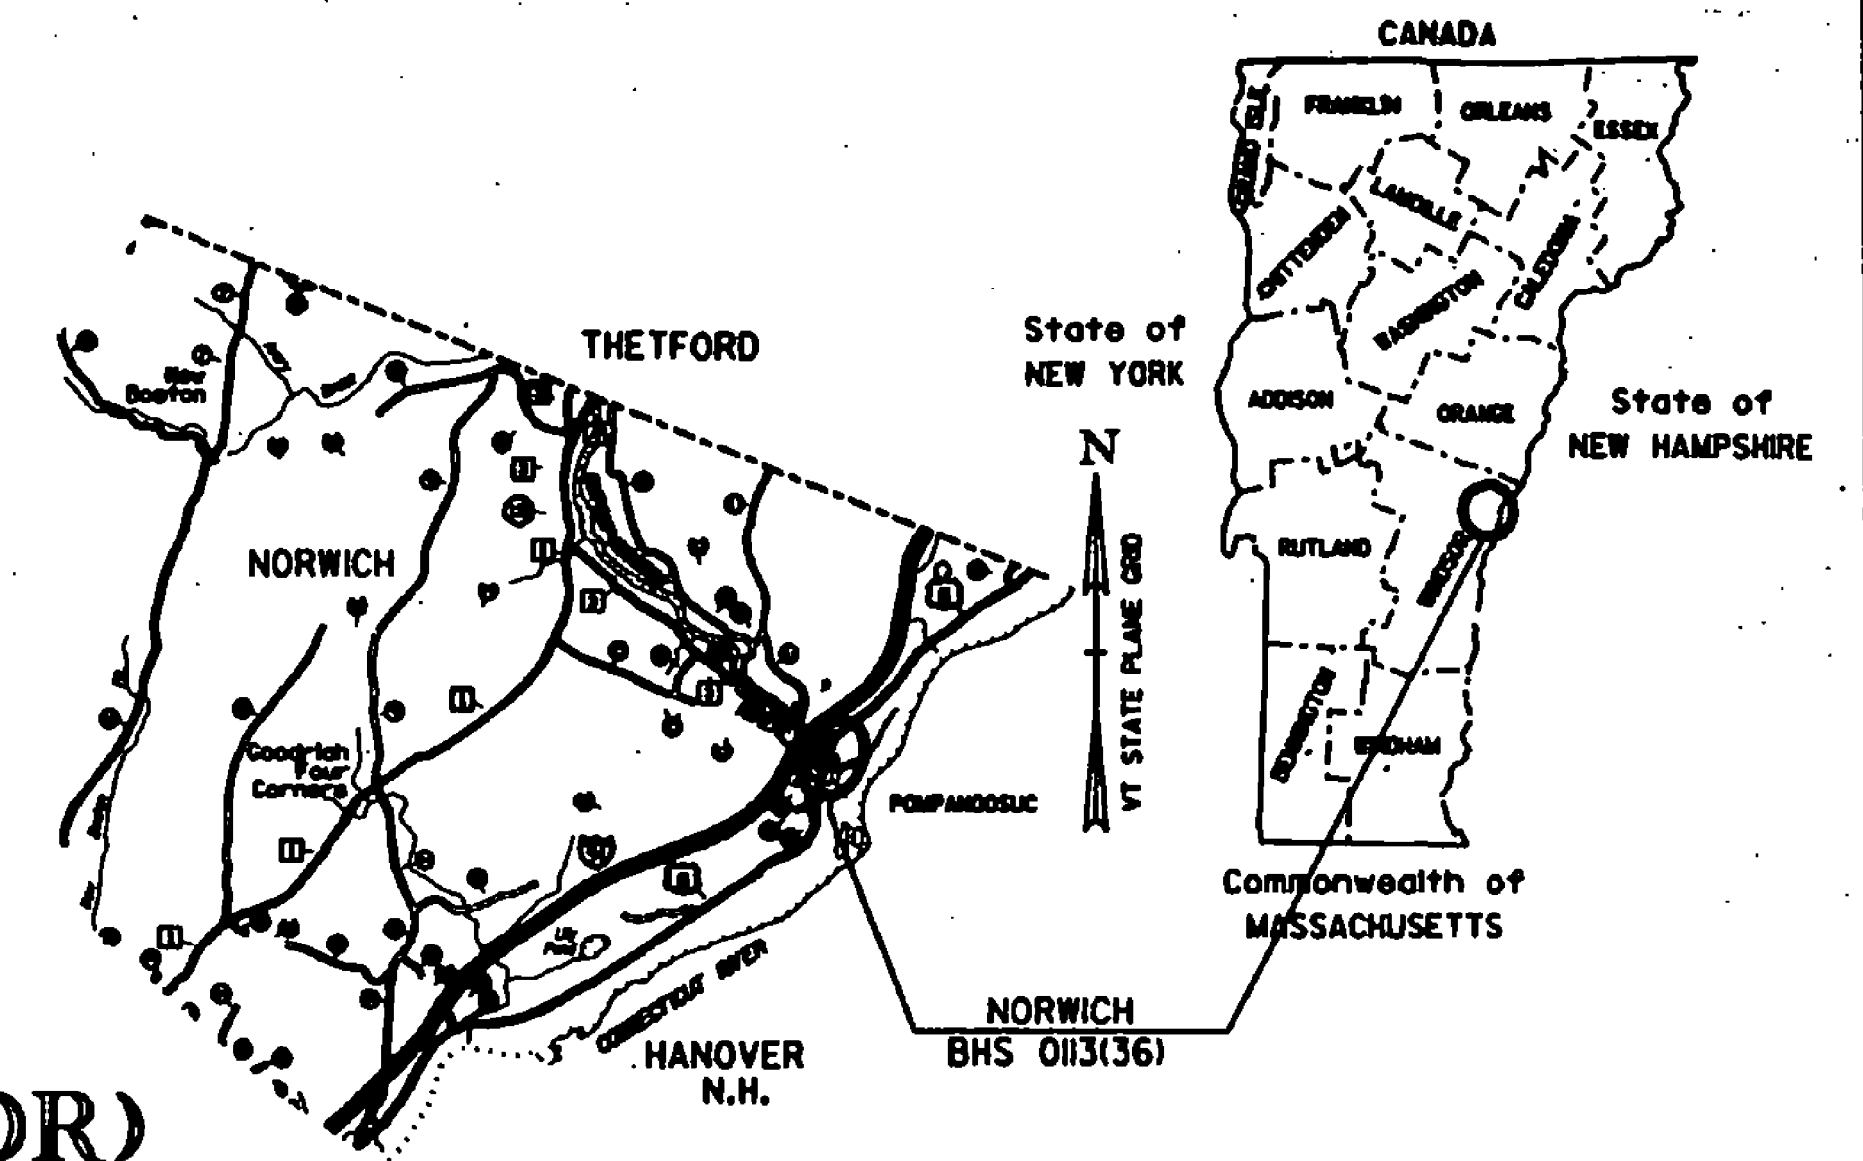 CANADA
FRANKLIN
ORLEANS
ESSEX
LAMOILLE
CHITTENDEN
CALEDONIA
WASHINGTON
THETFORD
State of
NEW YORK
New
Boston
ADDISON
ORANGE
State of
NEW HAMPSHIRE
N
NORWICH
VT STATE PLANE GRID
RUTLAND
WINDSOR
BENNINGTON
WINDHAM
Goodrich
Four
Corners
POMPANOOSUC
Commonwealth of
MASSACHUSETTS
CONNECTICUT RIVER
NORWICH
BHS 0113(36)
HANOVER
N.H.
OR)